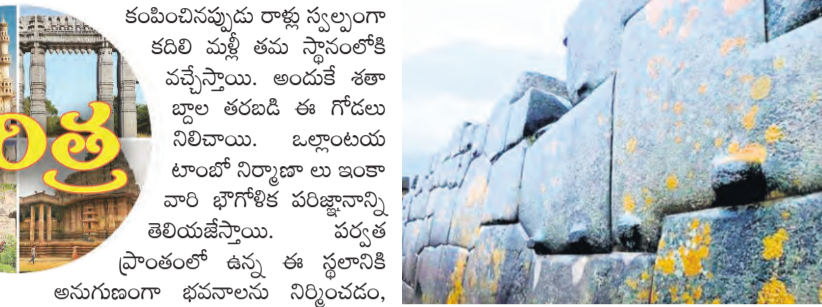 రిత్ర
కంపించినప్పుడు రాళ్లు స్వల్పంగా
కదిలి మళ్లీ తమ స్థానంలోకి
వచ్చేస్తాయి. అందుకే శతా
బ్దాల తరబడి ఈ గోడలు
నిలిచాయి. ఒల్లాంటయ
టాంబో నిర్మాణా లు ఇంకా
వారి భౌగోళిక పరిజ్ఞానాన్ని
తెలియజేస్తాయి. పర్వత
ప్రాంతంలో ఉన్న ఈ స్థలానికి
అనుగుణంగా భవనాలను నిర్మించడం,